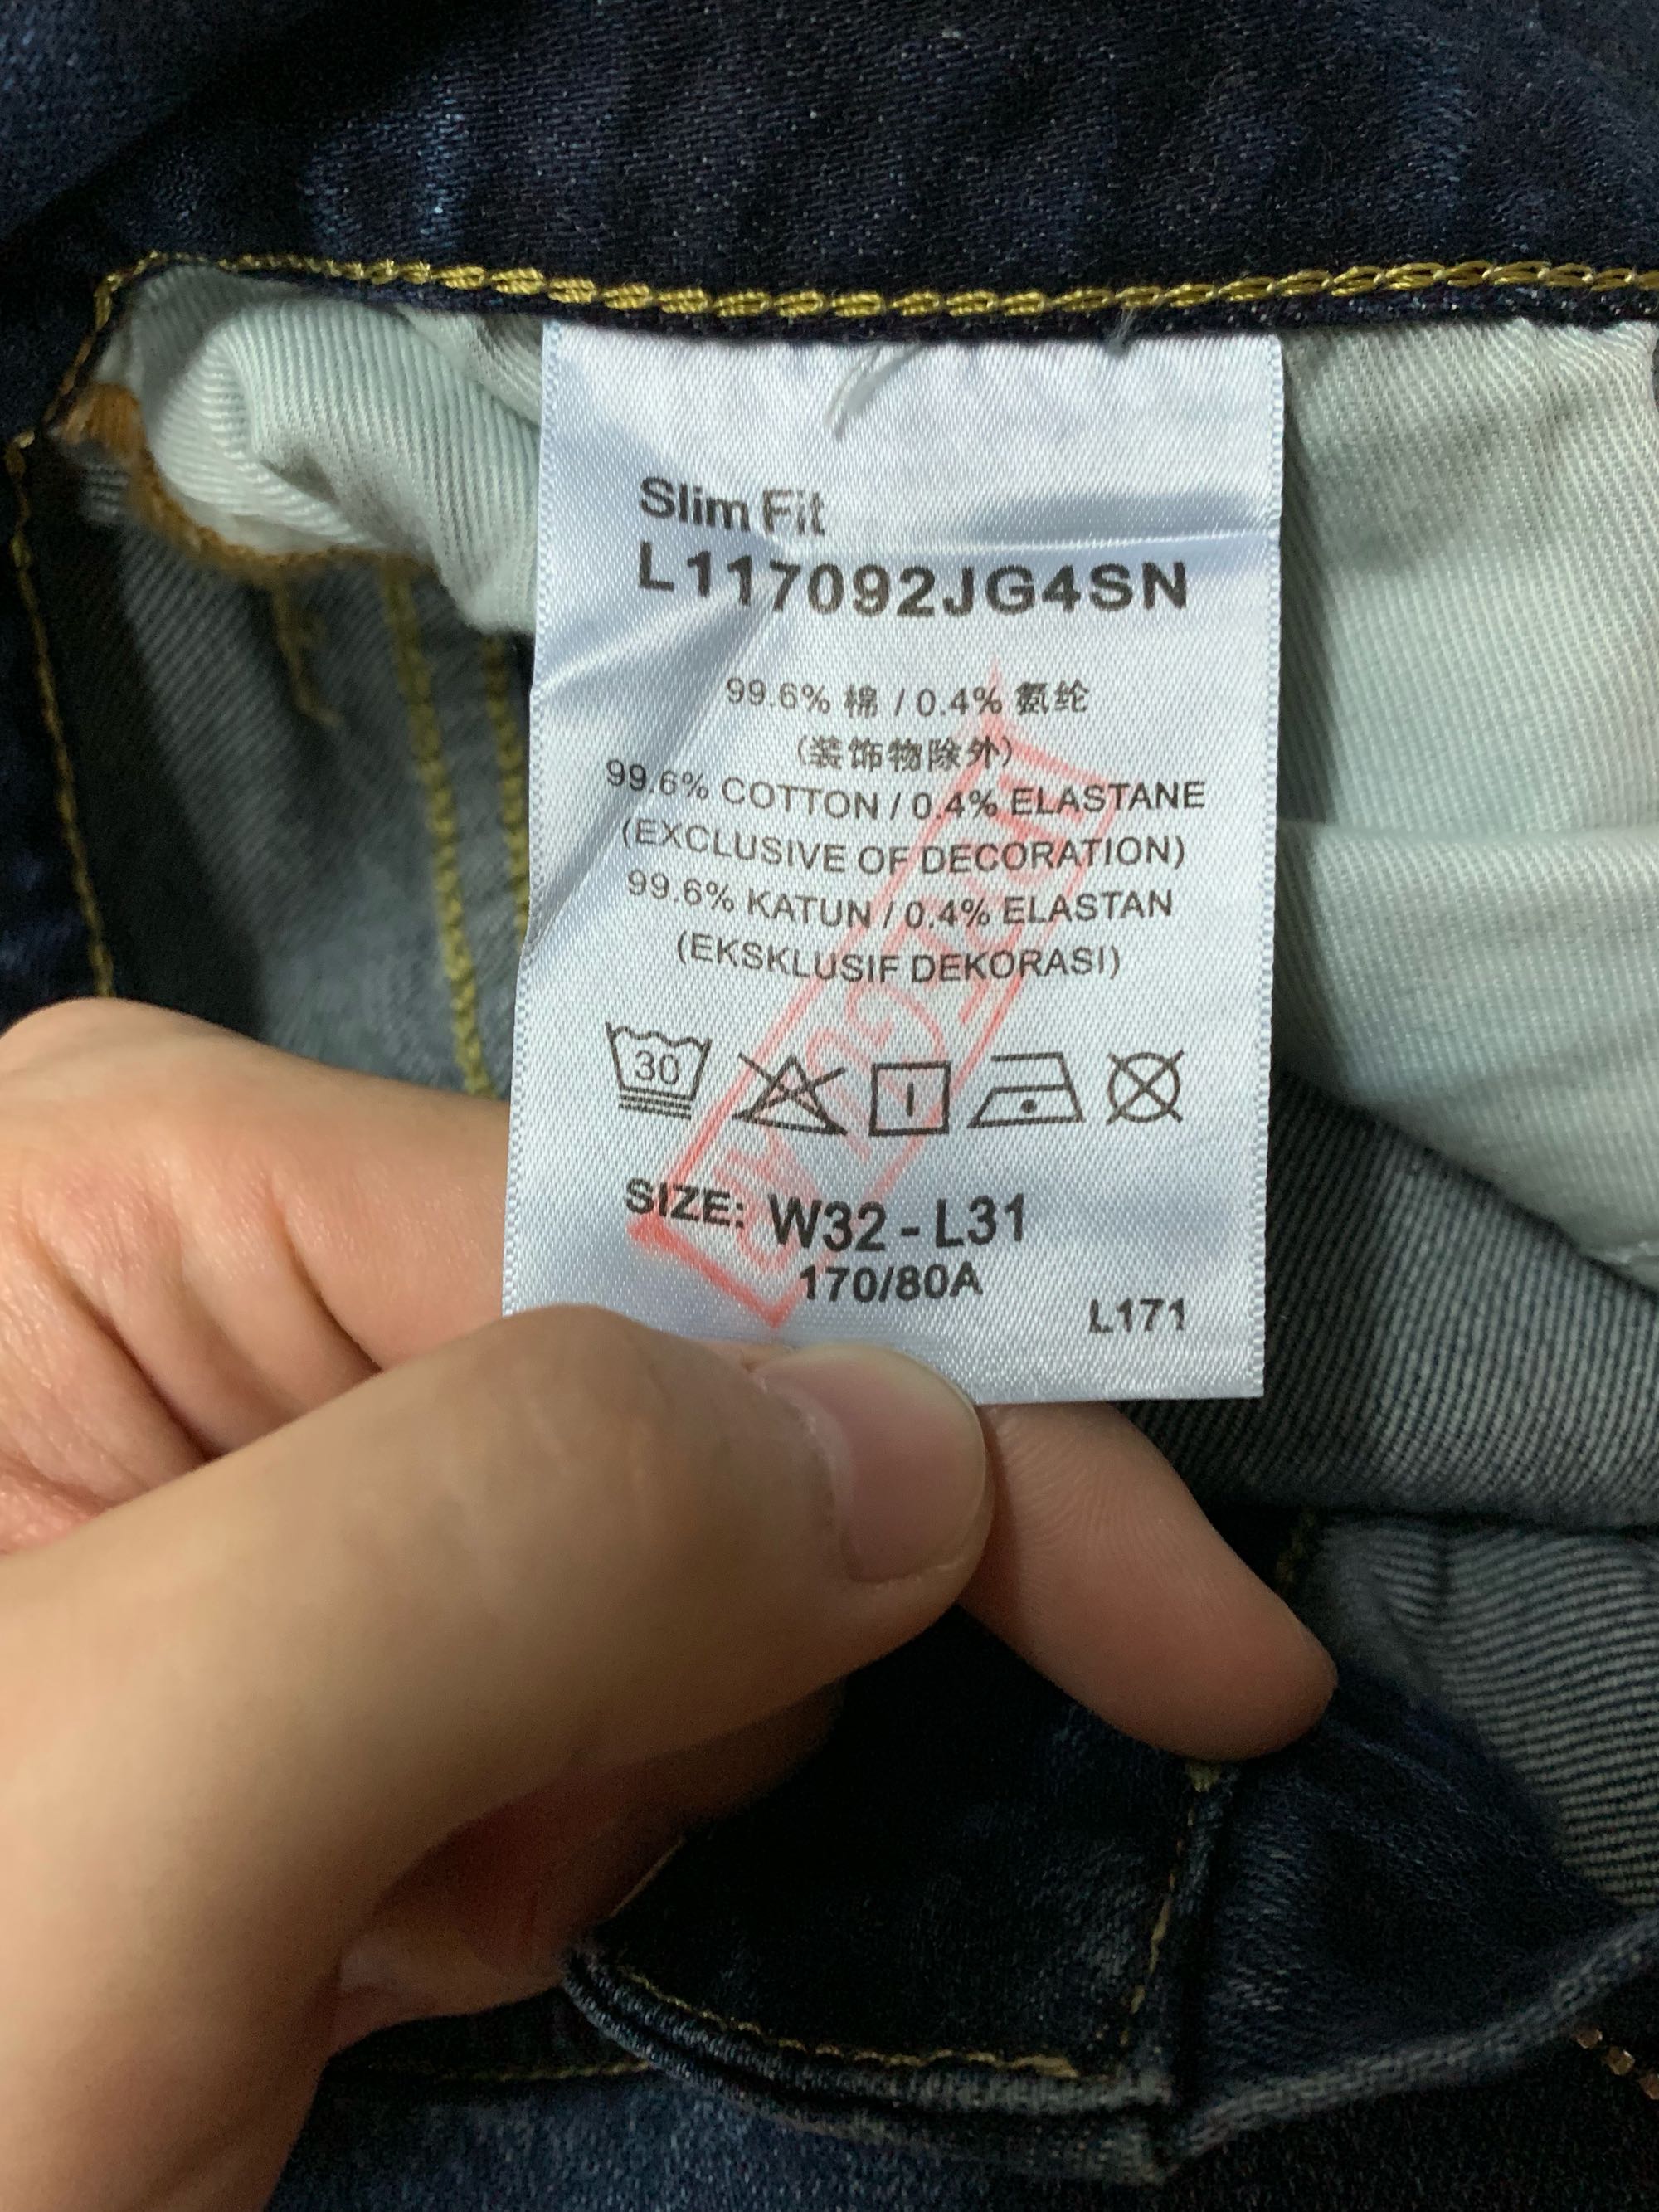 Slim Fit
L117092JG4SN
99.6% 棉 / 0.4% 氨纶
(装饰物除外)
99.6% COTTON / 0.4% ELASTANE
(EXCLUSIVE OF DECORATION)
99.6% KATUN / 0.4% ELASTAN
(EKSKLUSIF DEKORASI)
30
SIZE: W32 - L31
170/80A
L171